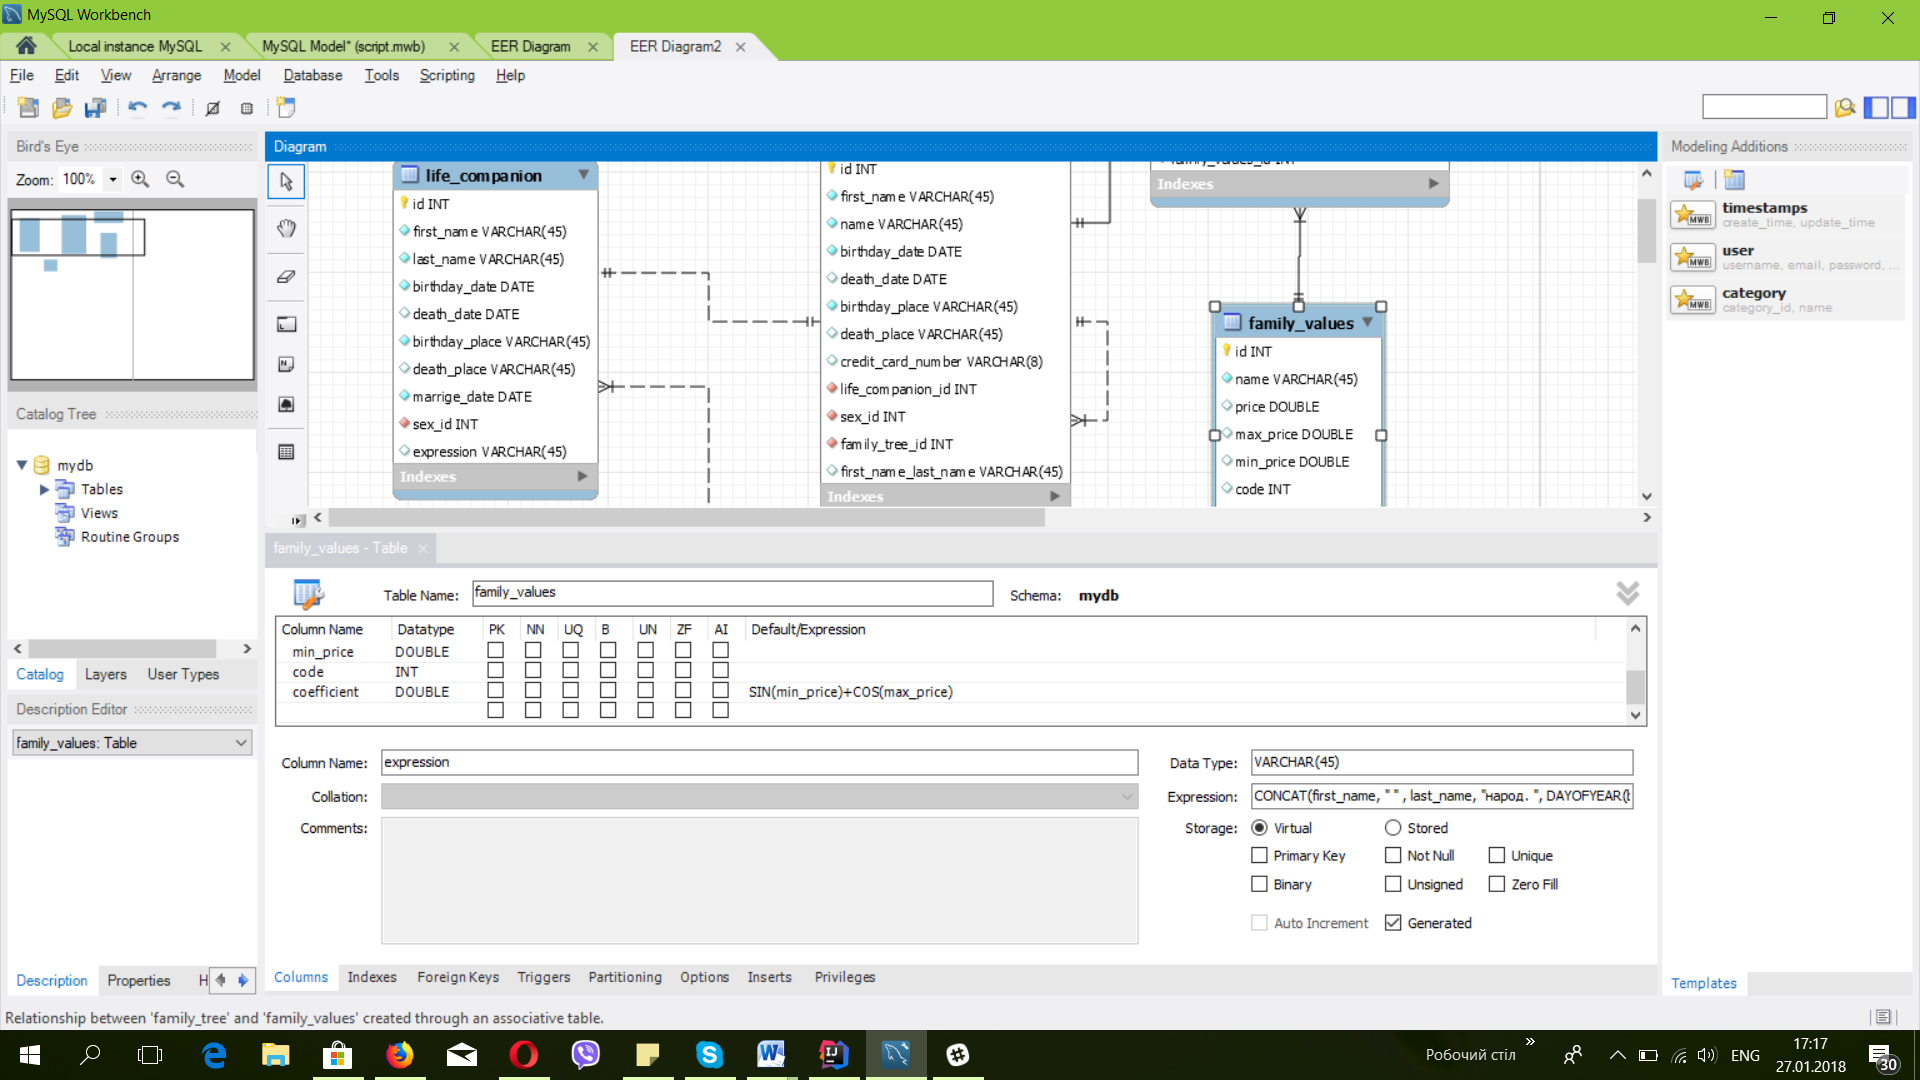 MySQL Workbench
Local instance MySQL
MySQL Model* (script.mwb)
EER Diagram
EER Diagram2
File Edit View Arrange Model Database Tools Scripting Help
Bird's Eye
Zoom: 100%
Catalog Tree
mydb
Tables
Views
Routine Groups
Catalog Layers User Types
Description Editor
family_values: Table
Description Properties H
Diagram
life_companion
id INT
first_name VARCHAR(45)
last_name VARCHAR(45)
birthday_date DATE
death_date DATE
birthday_place VARCHAR(45)
death_place VARCHAR(45)
marrige_date DATE
sex_id INT
expression VARCHAR(45)
Indexes
id INT
first_name VARCHAR(45)
name VARCHAR(45)
birthday_date DATE
death_date DATE
birthday_place VARCHAR(45)
death_place VARCHAR(45)
credit_card_number VARCHAR(8)
life_companion_id INT
sex_id INT
family_tree_id INT
first_name_last_name VARCHAR(45)
Indexes
family_values_id INT
Indexes
family_values
id INT
name VARCHAR(45)
price DOUBLE
max_price DOUBLE
min_price DOUBLE
code INT
family_values - Table
Table Name: family_values Schema: mydb
Column Name Datatype PK NN UQ B UN ZF AI Default/Expression
min_price DOUBLE
code INT
coefficient DOUBLE SIN(min_price)+COS(max_price)
Column Name: expression
Collation:
Comments:
Data Type: VARCHAR(45)
Expression: CONCAT(first_name, " " , last_name, "народ. ", DAYOFYEAR(
Storage: Virtual Stored
Primary Key Not Null Unique
Binary Unsigned Zero Fill
Auto Increment Generated
Columns Indexes Foreign Keys Triggers Partitioning Options Inserts Privileges
Modeling Additions
timestamps
create_time, update_time
user
username, email, password, ...
category
category_id, name
Templates
Relationship between 'family_tree' and 'family_values' created through an associative table.
Робочий стіл
ENG
17:17
27.01.2018
30